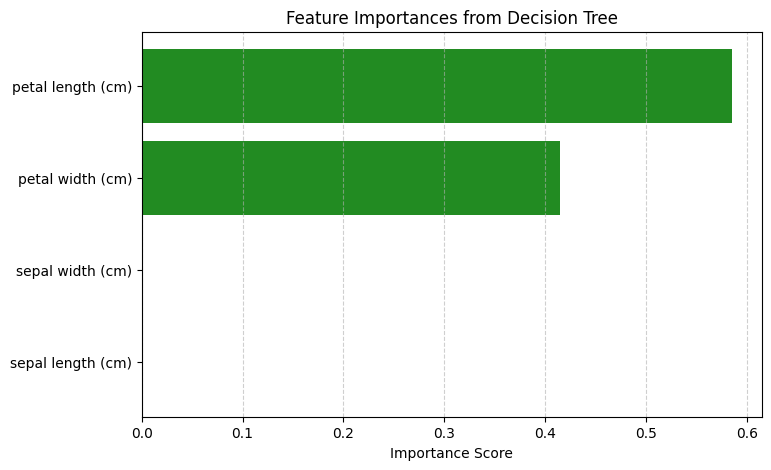 Feature Importances from Decision Tree
petal length (cm)
petal width (cm)
sepal width (cm)
sepal length (cm)
0.0 0.1 0.2 0.3 0.4 0.5 0.6
Importance Score